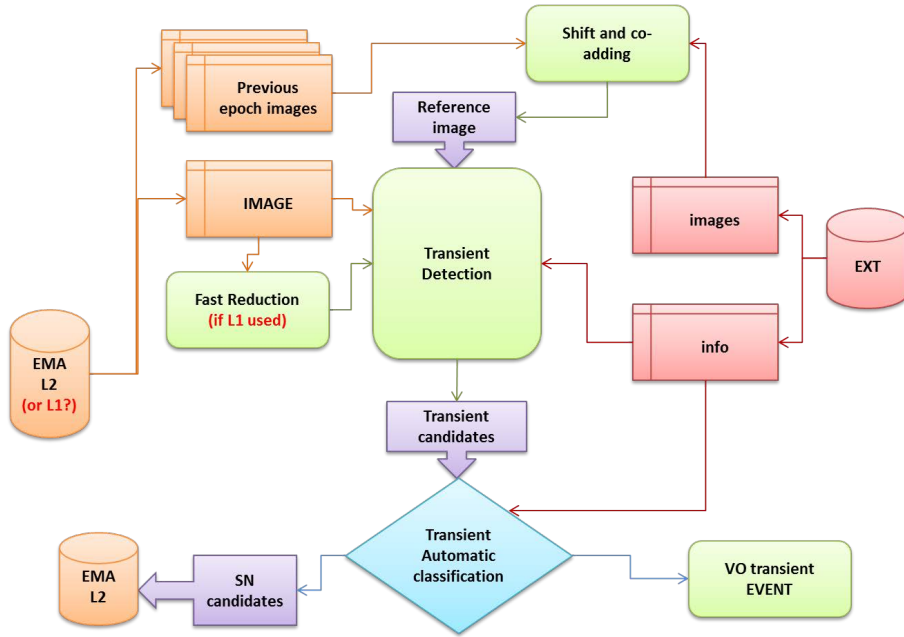 Shift and co-
adding
Previous
epoch images
Reference
image
IMAGE
images
Transient
Detection
EXT
Fast Reduction
(if L1 used)
info
EMA
L2
(or L1?)
Transient
candidates
Transient
Automatic
classification
EMA
L2
SN
candidates
VO transient
EVENT